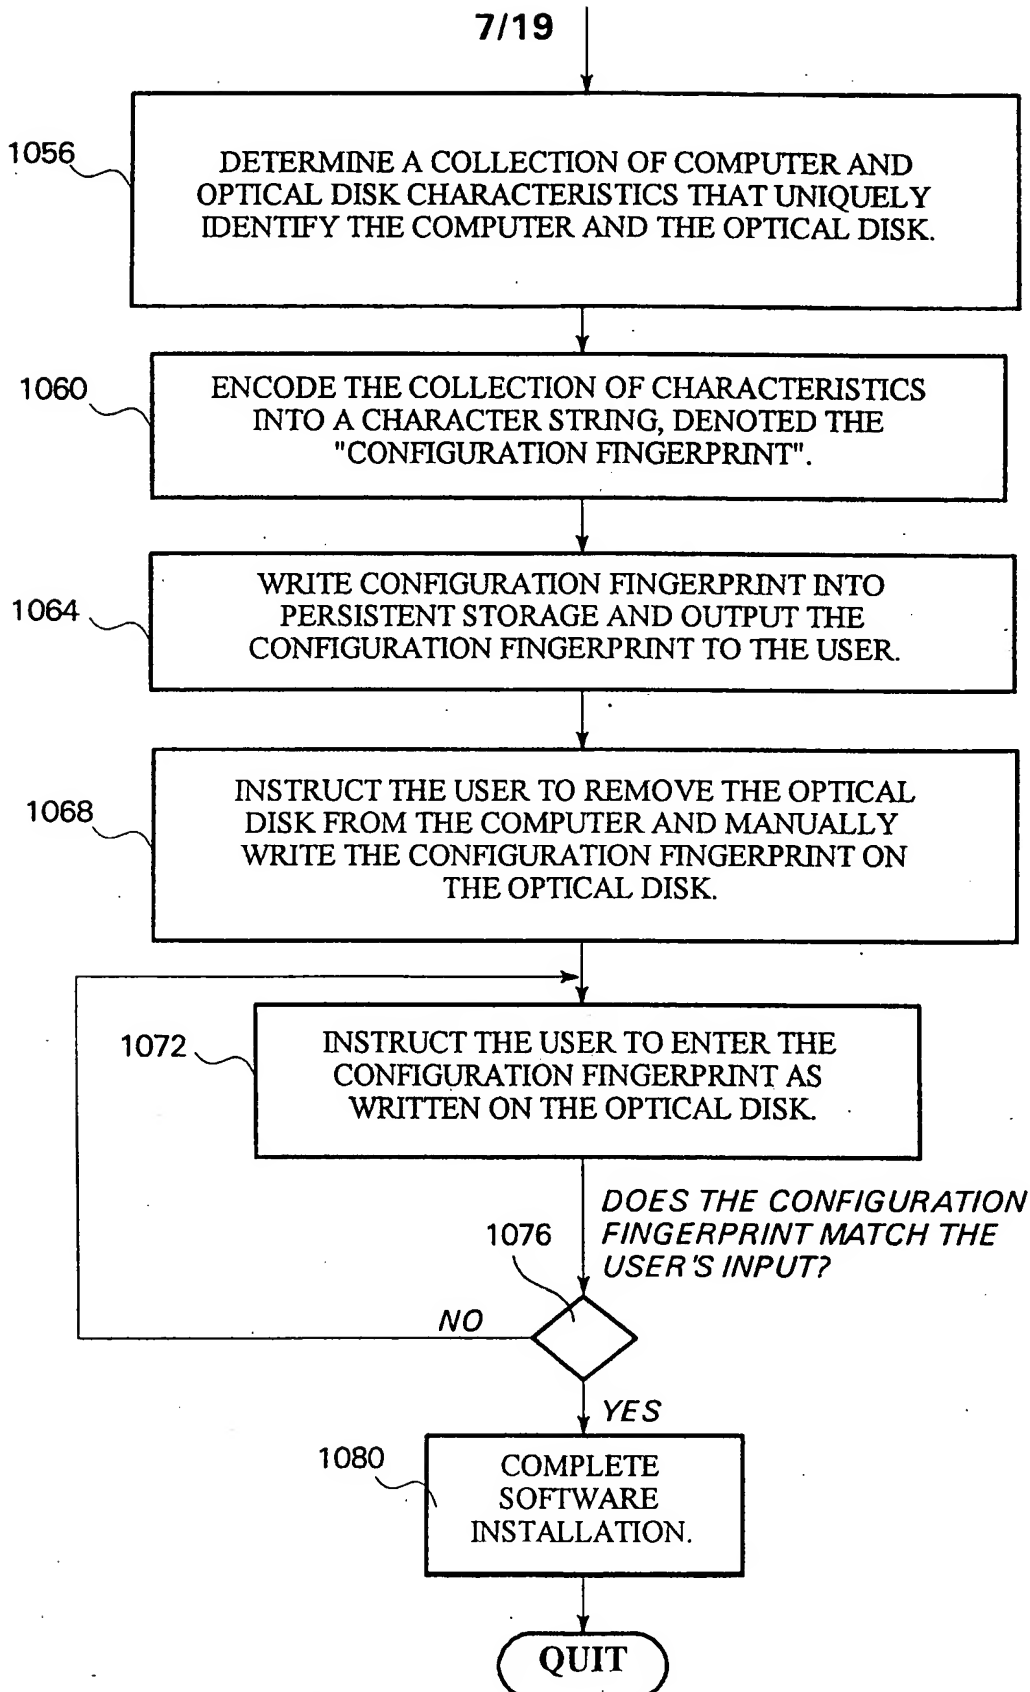 7/19
1056
DETERMINE A COLLECTION OF COMPUTER AND
OPTICAL DISK CHARACTERISTICS THAT UNIQUELY
IDENTIFY THE COMPUTER AND THE OPTICAL DISK.
1060
ENCODE THE COLLECTION OF CHARACTERISTICS
INTO A CHARACTER STRING, DENOTED THE
"CONFIGURATION FINGERPRINT".
1064
WRITE CONFIGURATION FINGERPRINT INTO
PERSISTENT STORAGE AND OUTPUT THE
CONFIGURATION FINGERPRINT TO THE USER.
1068
INSTRUCT THE USER TO REMOVE THE OPTICAL
DISK FROM THE COMPUTER AND MANUALLY
WRITE THE CONFIGURATION FINGERPRINT ON
THE OPTICAL DISK.
1072
INSTRUCT THE USER TO ENTER THE
CONFIGURATION FINGERPRINT AS
WRITTEN ON THE OPTICAL DISK.
DOES THE CONFIGURATION
FINGERPRINT MATCH THE
USER'S INPUT?
1076
NO
YES
1080
COMPLETE
SOFTWARE
INSTALLATION.
QUIT